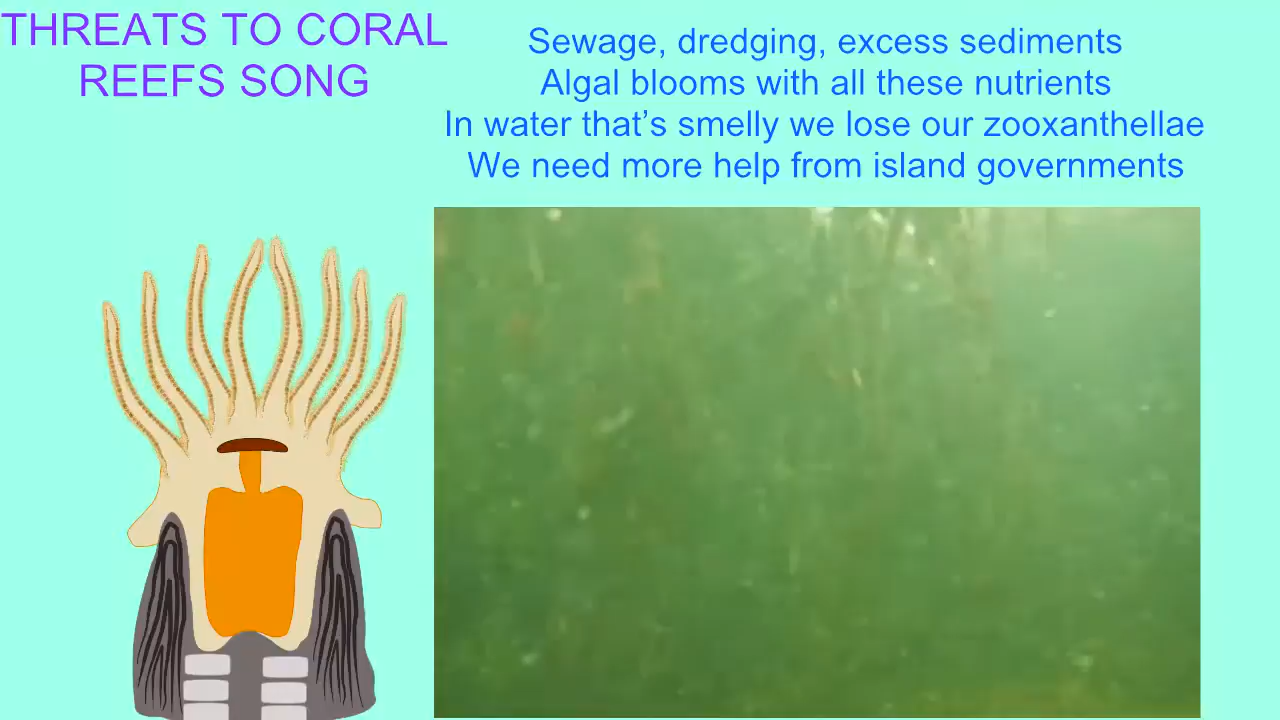 THREATS TO CORAL
REEFS SONG
Sewage, dredging, excess sediments
Algal blooms with all these nutrients
In water that’s smelly we lose our zooxanthellae
We need more help from island governments